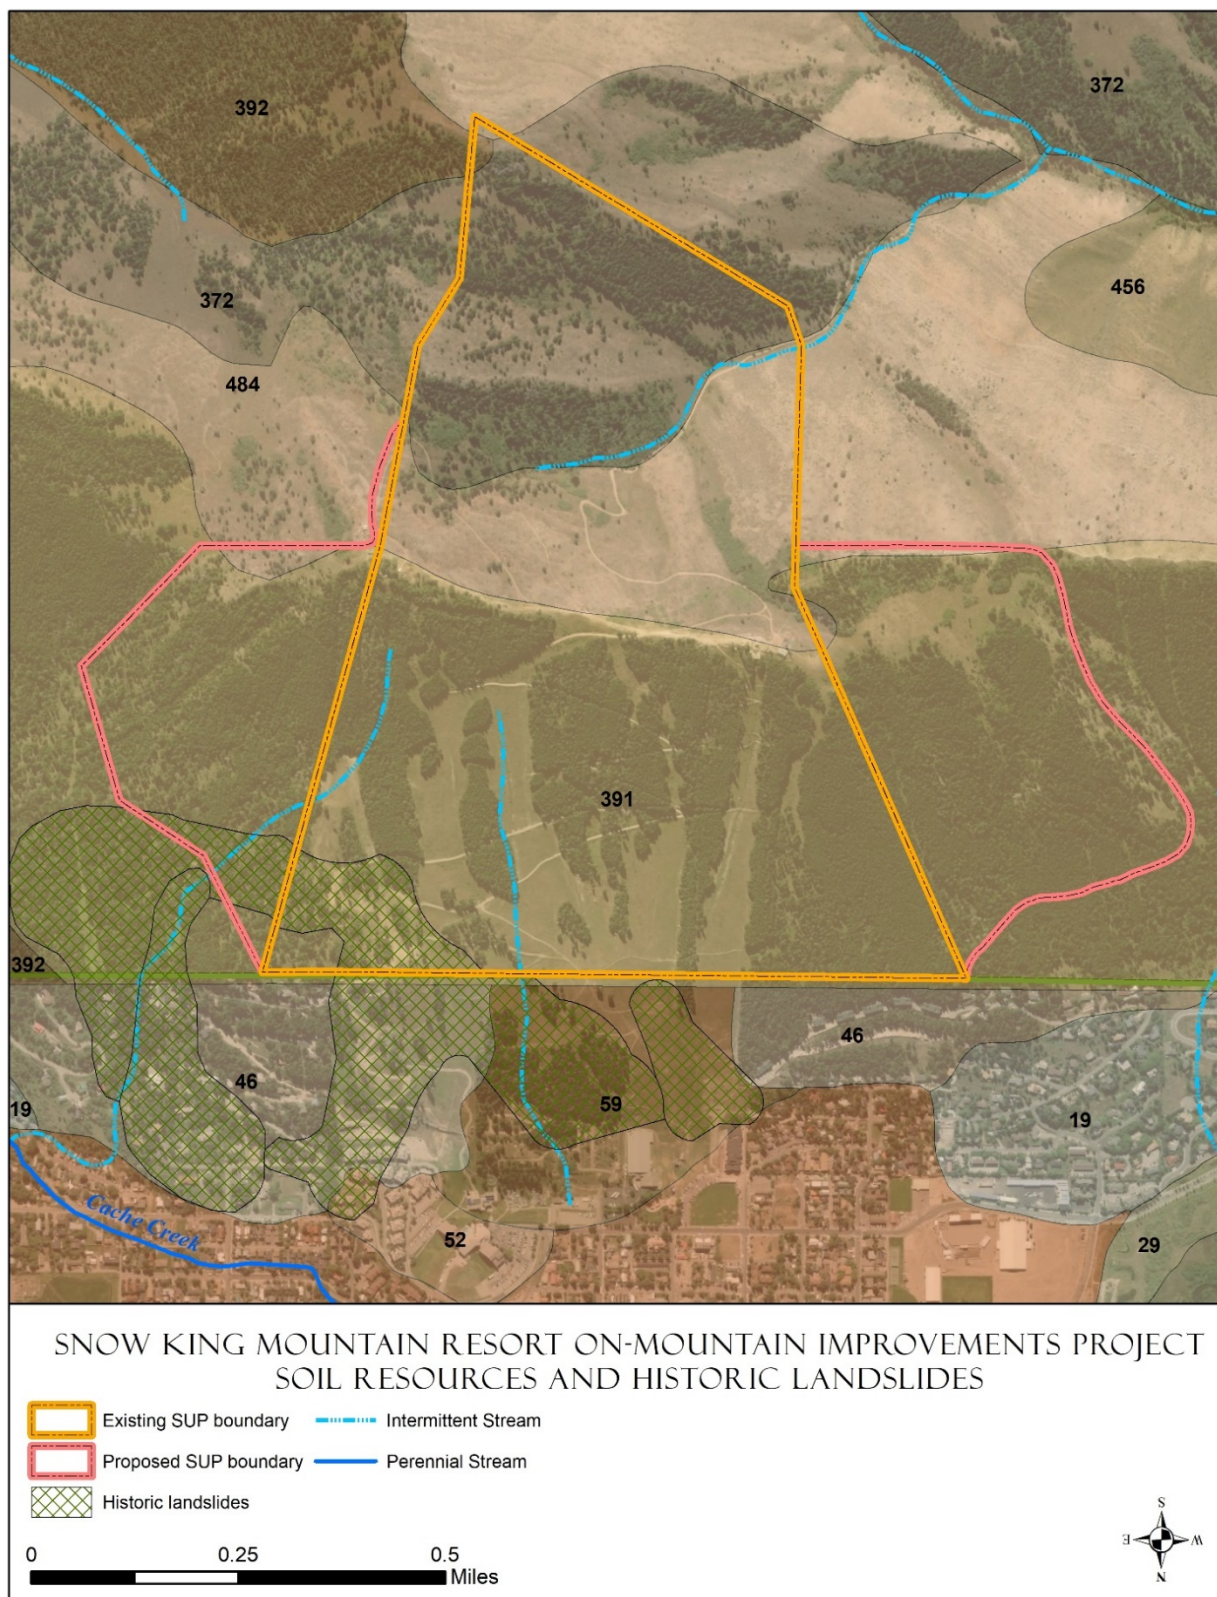 392
372
372
456
484
391
392
46
46
19
59
19
Cache Creek
52
29
SNOW KING MOUNTAIN RESORT ON-MOUNTAIN IMPROVEMENTS PROJECT
SOIL RESOURCES AND HISTORIC LANDSLIDES
Existing SUP boundary
Intermittent Stream
Proposed SUP boundary
Perennial Stream
Historic landslides
0 0.25 0.5
Miles
S
E W
N